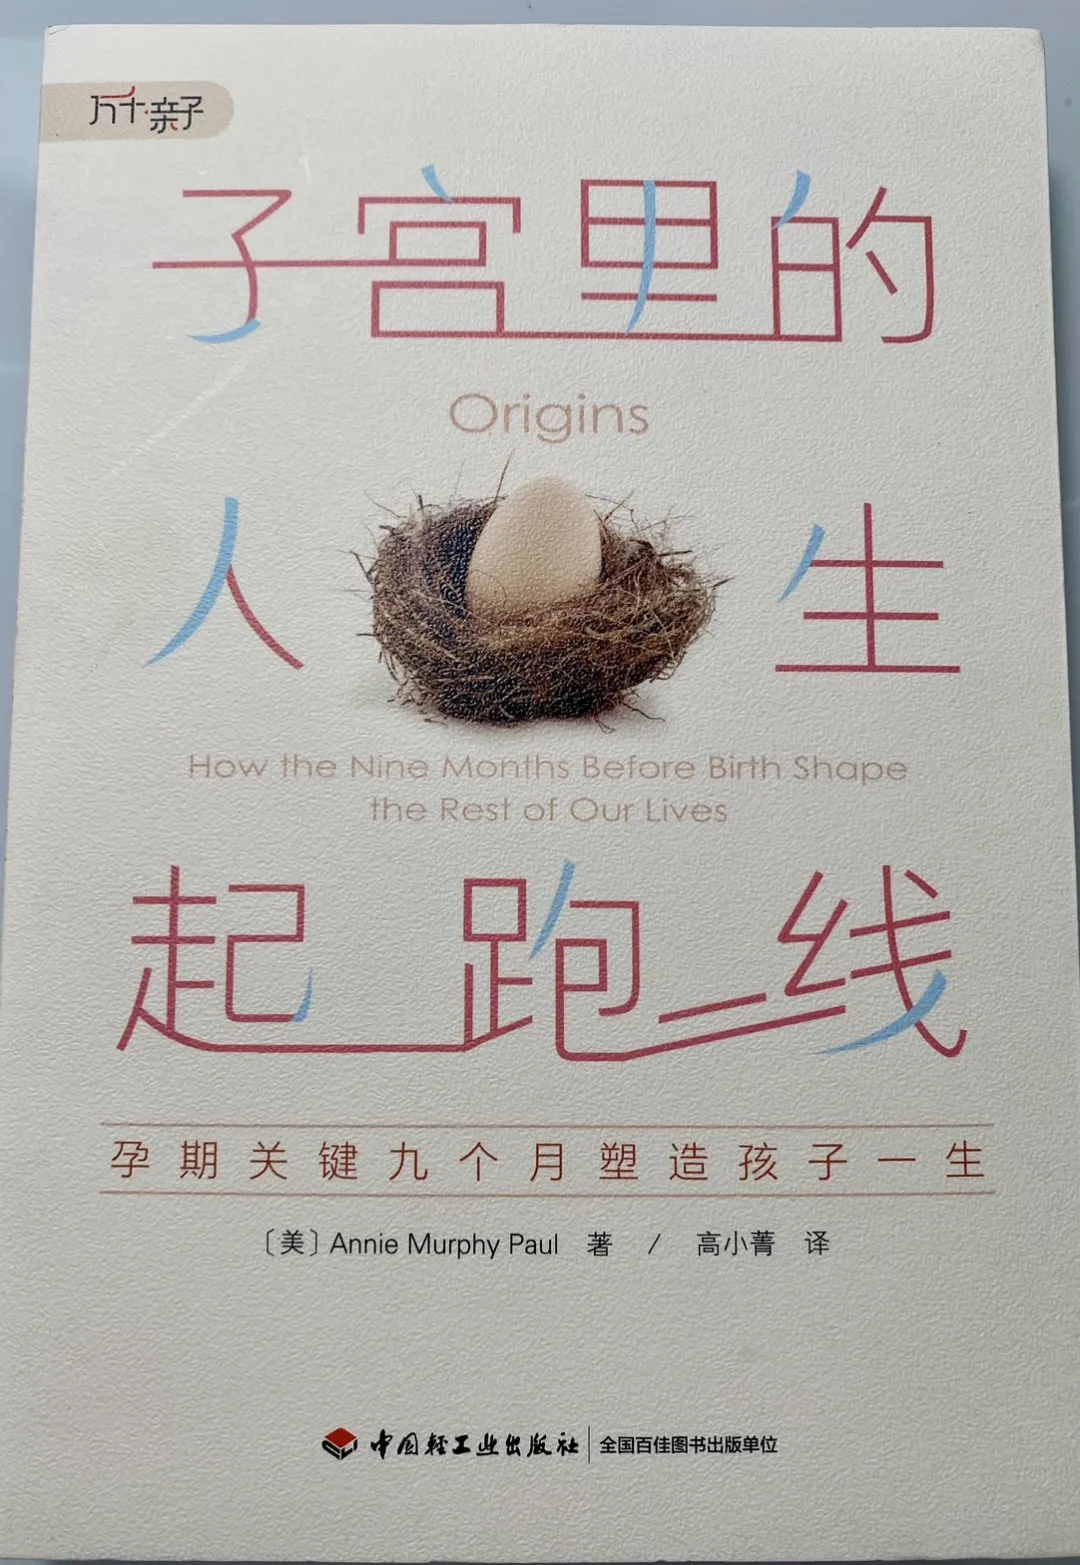 万千·亲子
子宫里的
Origins
人生
How the Nine Months Before Birth Shape
the Rest of Our Lives
起跑线
孕期关键九个月塑造孩子一生
〔美〕Annie Murphy Paul 著 / 高小菁 译
中国轻工业出版社 | 全国百佳图书出版单位